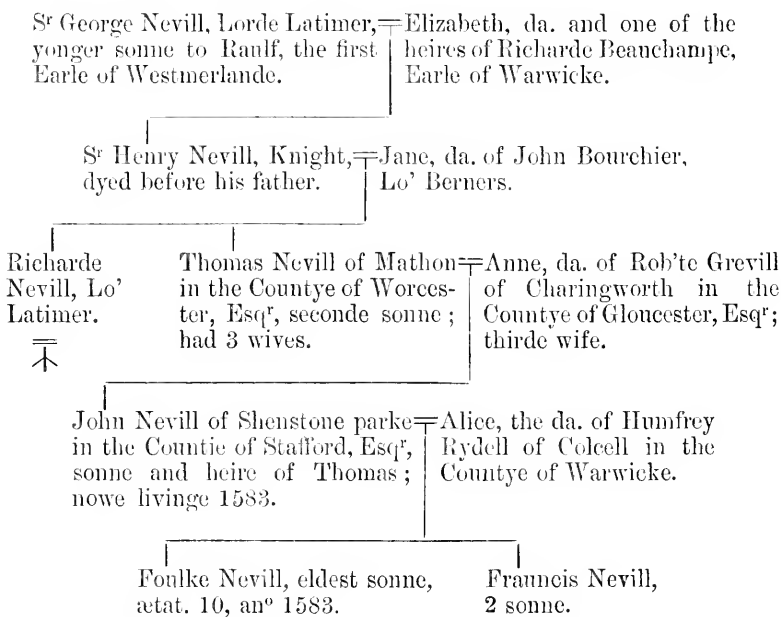 Sʳ George Nevill, Lorde Latimer,
yonger sonne to Raulf, the first
Earle of Westmerlande.
Elizabeth, da. and one of the
heires of Richarde Beauchampe,
Earle of Warwicke.
Sʳ Henry Nevill, Knight,
dyed before his father.
Jane, da. of John Bourchier,
Lo' Berners.
Richarde
Nevill, Lo'
Latimer.
Thomas Nevill of Mathon
in the Countye of Worces-
ter, Esqʳ, seconde sonne;
had 3 wives.
Anne, da. of Rob'te Grevill
of Charingworth in the
Countye of Gloucester, Esqʳ;
thirde wife.
John Nevill of Shenstone parke
in the Countie of Stafford, Esqʳ,
sonne and heire of Thomas;
nowe livinge 1583.
Alice, the da. of Humfrey
Rydell of Colcell in the
Countye of Warwicke.
Foulke Nevill, eldest sonne,
ætat. 10, anº 1583.
Frauncis Nevill,
2 sonne.